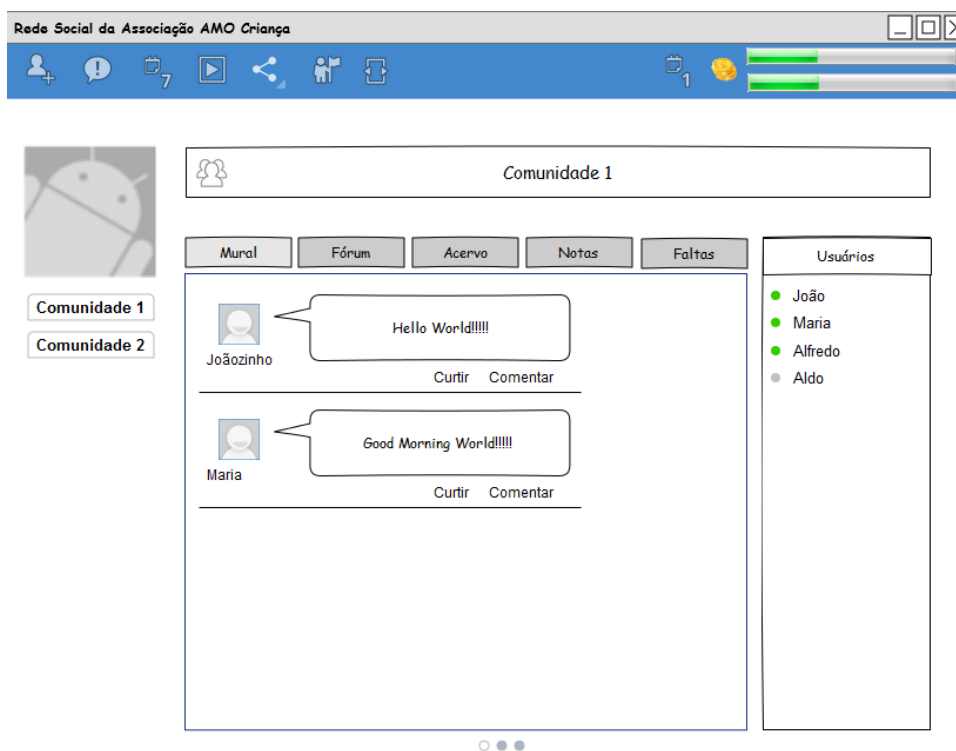 Rede Social da Associação AMO Criança
7
1
Comunidade 1
Comunidade 1
Comunidade 2
Mural Fórum Acervo Notas Faltas
Hello World!!!!!
Joãozinho
Curtir Comentar
Good Morning World!!!!!
Maria
Curtir Comentar
Usuários
João
Maria
Alfredo
Aldo